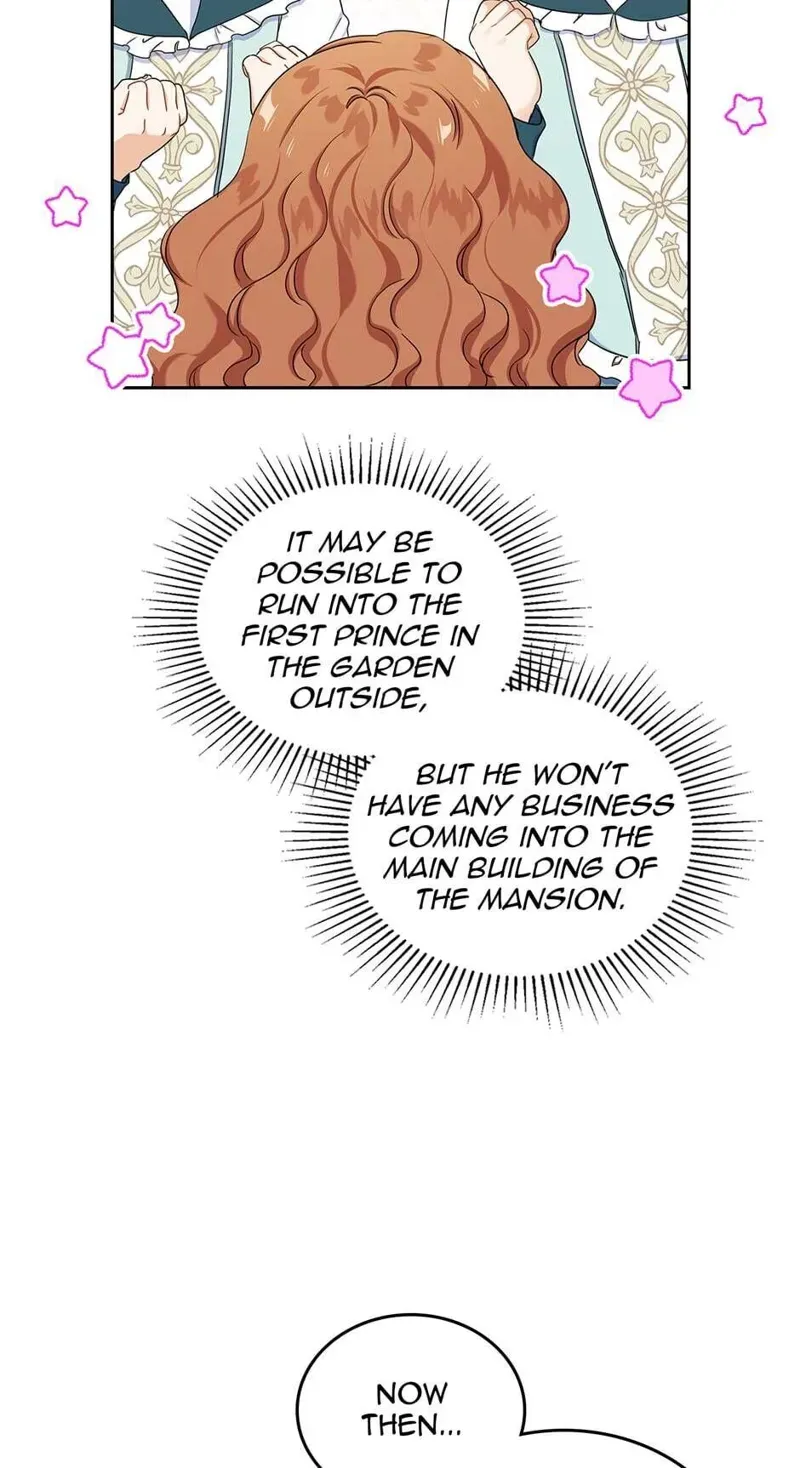 IT MAY BE
POSSIBLE TO
RUN INTO THE
FIRST PRINCE IN
THE GARDEN
OUTSIDE,
BUT HE WON'T
HAVE ANY BUSINESS
COMING INTO THE
MAIN BUILDING OF
THE MANSION.
NOW
THEN...